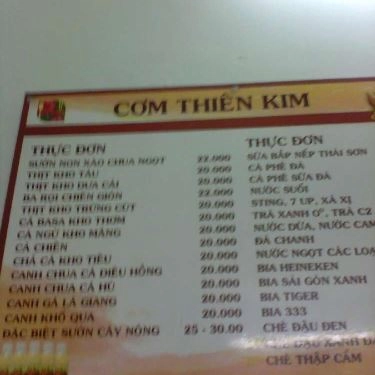 CƠM THIÊN KIM
THỰC ĐƠN
SƯỜN NON XÀO CHUA NGỌT 22.000
THỊT KHO TÀU 20.000
THỊT KHO DƯA CẢI 20.000
BA RỌI CHIÊN GIÒN 22.000
THỊT KHO TRỨNG CÚT 20.000
CÁ BASA KHO THƠM 20.000
CÁ NGỪ KHO MĂNG 20.000
CÁ CHIÊN 20.000
CHẢ CÁ KHO TIÊU 20.000
CANH CHUA CÁ ĐIÊU HỒNG 20.000
CANH CHUA CÁ HÚ 20.000
CANH GÀ LÁ GIANG 20.000
CANH KHỔ QUA 20.000
ĐẶC BIỆT SƯỜN CÂY NÓNG 25 - 30.00
THỰC ĐƠN
SỮA BẮP NẾP THÁI SƠN
CÀ PHÊ ĐÁ
CÀ PHÊ SỮA ĐÁ
NƯỚC SUỐI
STING, 7 UP, XÁ XỊ
TRÀ XANH O°, TRÀ C2
NƯỚC DỪA, NƯỚC CAM
ĐÁ CHANH
NƯỚC NGỌT CÁC LOẠ
BIA HEINEKEN
BIA SÀI GÒN XANH
BIA TIGER
BIA 333
CHÈ ĐẬU ĐEN
CHÈ ĐẬU XANH ĐÁ
CHÈ THẬP CẨM